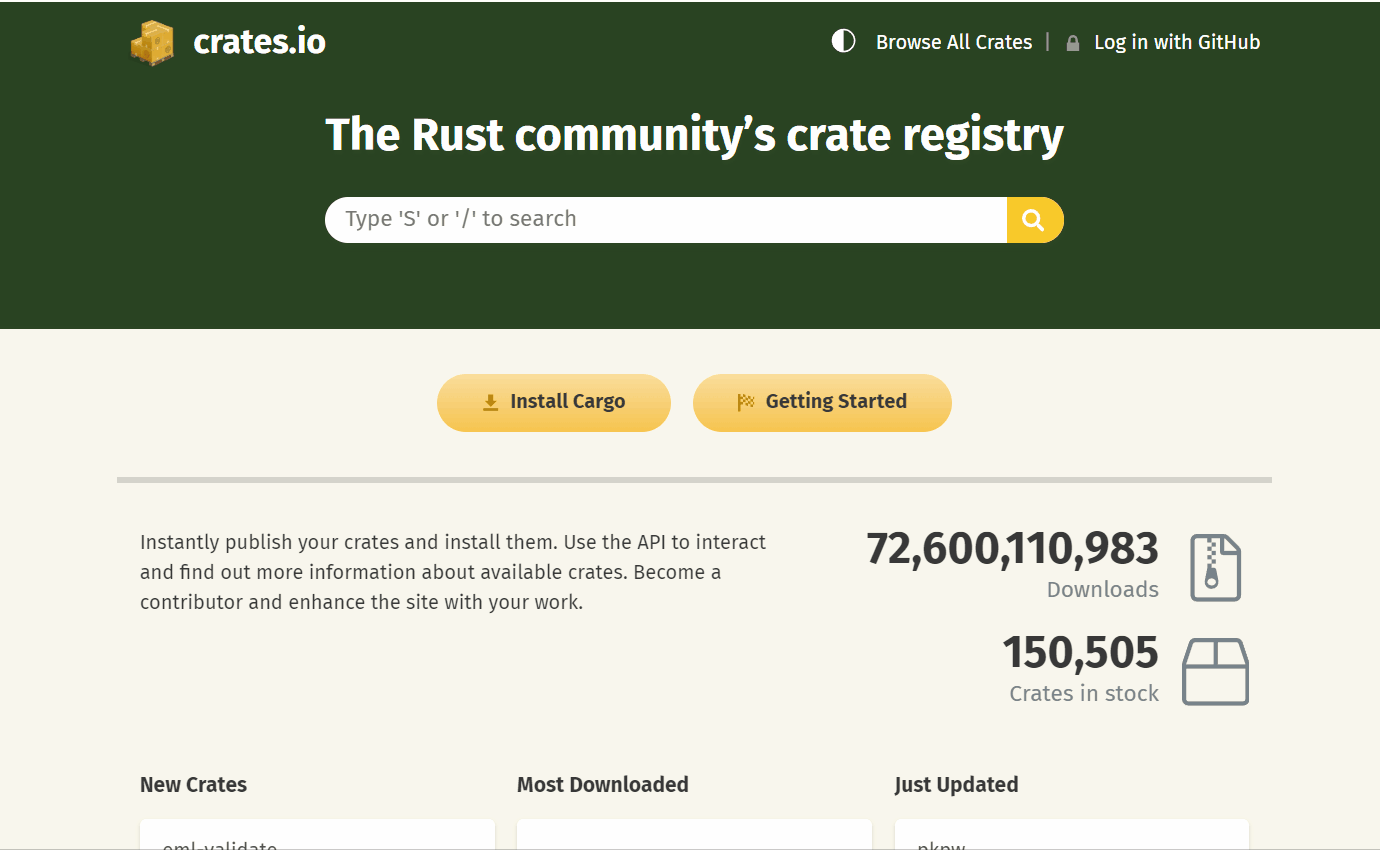 crates.io
Browse All Crates | Log in with GitHub
The Rust community’s crate registry
Type 'S' or '/' to search
Install Cargo
Getting Started
Instantly publish your crates and install them. Use the API to interact
and find out more information about available crates. Become a
contributor and enhance the site with your work.
72,600,110,983
Downloads
150,505
Crates in stock
New Crates
Most Downloaded
Just Updated
eml-validate
pkpw